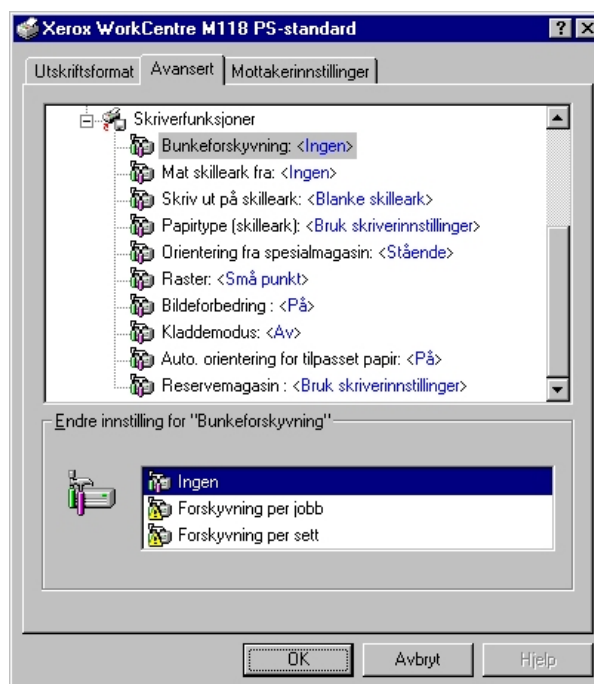 Xerox WorkCentre M118 PS-standard
Utskriftsformat Avansert Mottakerinnstillinger
Skriverfunksjoner
Bunkeforskyvning: <Ingen>
Mat skilleark fra: <Ingen>
Skriv ut på skilleark: <Blanke skilleark>
Papirtype (skilleark): <Bruk skriverinnstillinger>
Orientering fra spesialmagasin: <Stående>
Raster: <Små punkt>
Bildeforbedring : <På>
Kladdemodus: <Av>
Auto. orientering for tilpasset papir: <På>
Reservemagasin : <Bruk skriverinnstillinger>
Endre innstilling for "Bunkeforskyvning"
Ingen
Forskyvning per jobb
Forskyvning per sett
OK Avbryt Hjelp